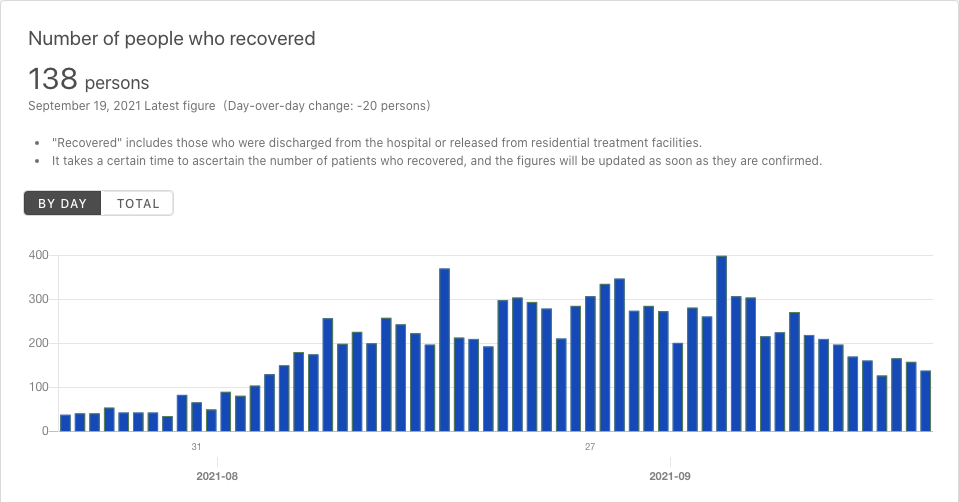 Number of people who recovered
138 persons
September 19, 2021 Latest figure (Day-over-day change: -20 persons)
• "Recovered" includes those who were discharged from the hospital or released from residential treatment facilities.
• It takes a certain time to ascertain the number of patients who recovered, and the figures will be updated as soon as they are confirmed.
BY DAY TOTAL
400
300
200
100
0
31 27
2021-08 2021-09